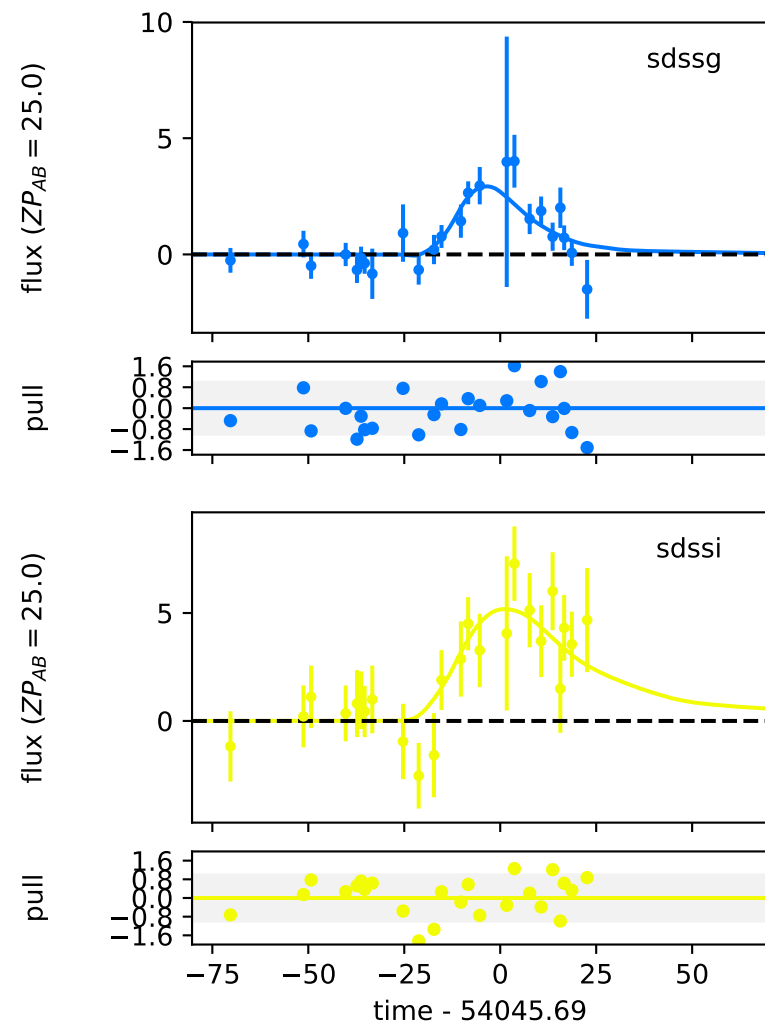 10
5
0
flux (ZP_AB = 25.0)
sdssg
1.6
0.8
0.0
−0.8
−1.6
pull
5
0
flux (ZP_AB = 25.0)
sdssi
1.6
0.8
0.0
−0.8
−1.6
pull
−75 −50 −25 0 25 50
time - 54045.69